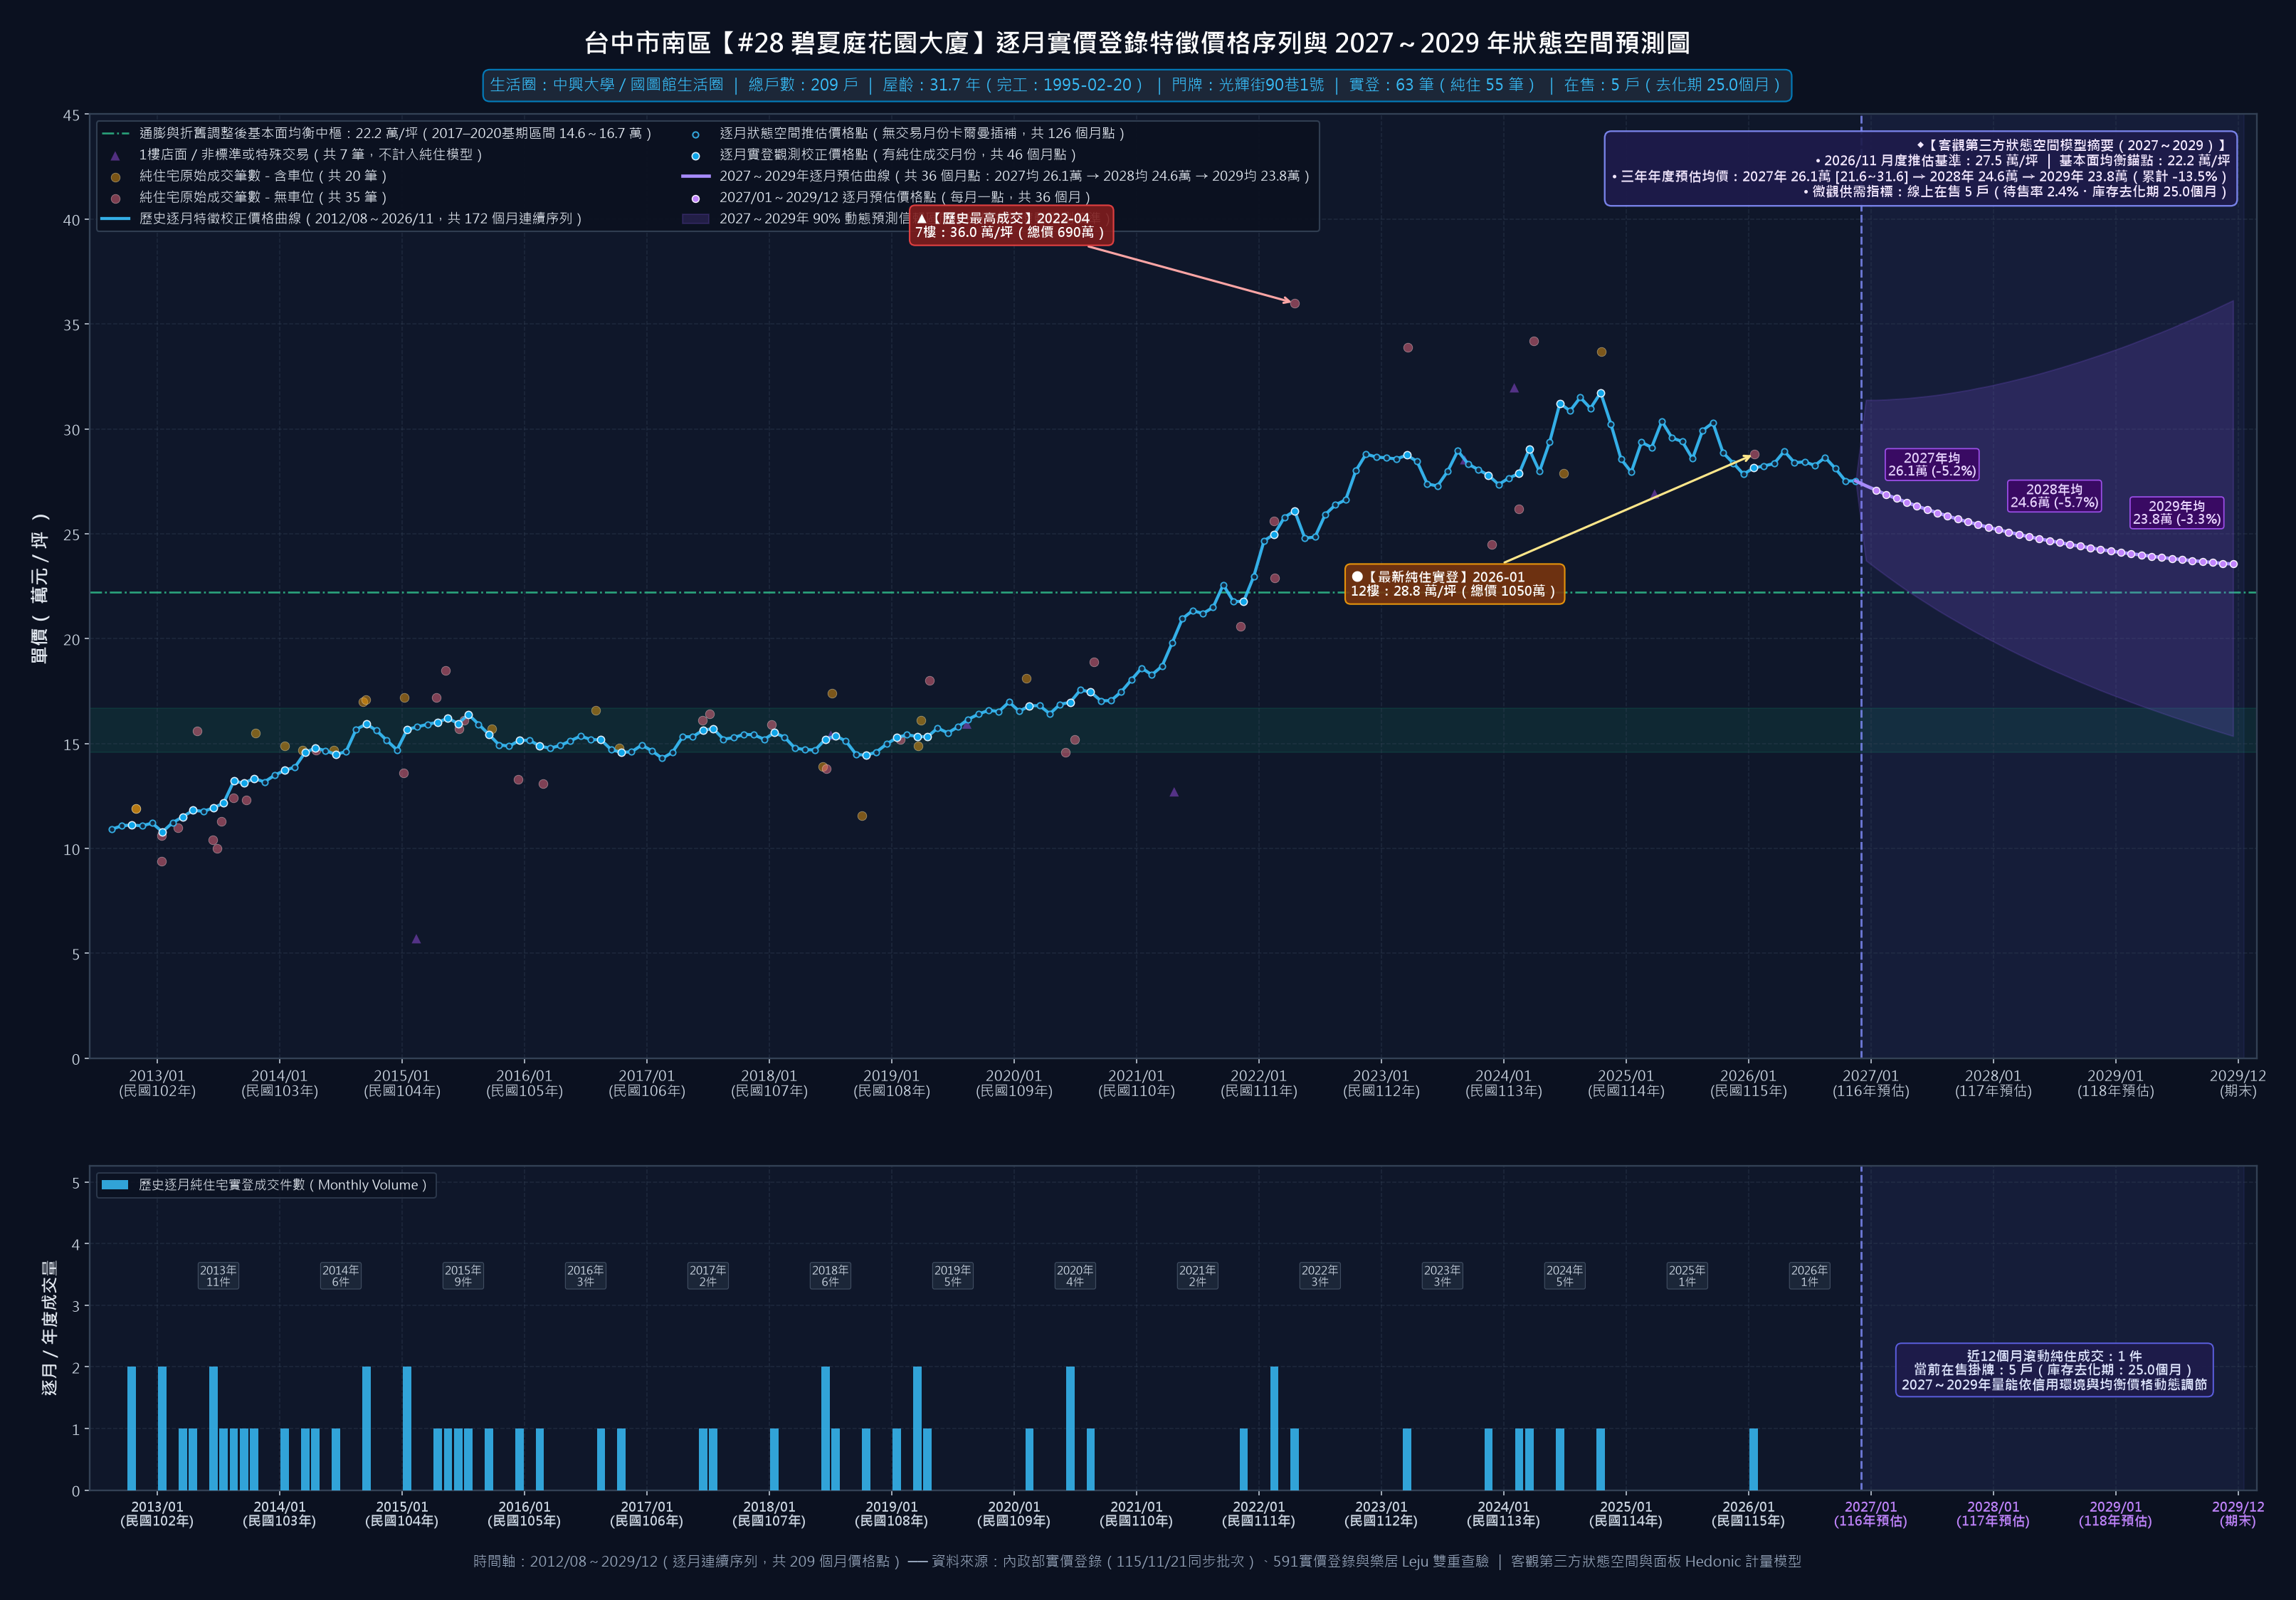 台中市南區【#28 碧夏庭花園大廈】逐月實價登錄特徵價格序列與 2027～2029 年狀態空間預測圖
生活圈：中興大學 / 國圖館生活圈 ｜ 總戶數：209 戶 ｜ 屋齡：31.7 年（完工：1995-02-20） ｜ 門牌：光輝街90巷1號 ｜ 實登：63 筆（純住 55 筆） ｜ 在售：5 戶（去化期 25.0個月）
通膨與折舊調整後基本面均衡中樞：22.2 萬/坪（2017–2020基期區間 14.6～16.7 萬）
1樓店面 / 非標準或特殊交易（共 7 筆，不計入純住模型）
純住宅原始成交筆數 - 含車位（共 20 筆）
純住宅原始成交筆數 - 無車位（共 35 筆）
歷史逐月特徵校正價格曲線（2012/08～2026/11，共 172 個月連續序列）
逐月狀態空間推估價格點（無交易月份卡爾曼插補，共 126 個月點）
逐月實登觀測校正價格點（有純住成交月份，共 46 個月點）
2027～2029年逐月預估曲線（共 36 個月點：2027均 26.1萬 → 2028均 24.6萬 → 2029均 23.8萬）
2027/01～2029/12 逐月預估價格點（每月一點，共 36 個月）
2027～2029年 90% 動態預測信
▲【歷史最高成交】2022-04
7樓：36.0 萬/坪（總價 690萬）
◆【客觀第三方狀態空間模型摘要（2027～2029）】
• 2026/11 月度推估基準：27.5 萬/坪 ｜ 基本面均衡錨點：22.2 萬/坪
• 三年年度預估均價：2027年 26.1萬 [21.6~31.6] → 2028年 24.6萬 → 2029年 23.8萬（累計 -13.5%）
• 微觀供需指標：線上在售 5 戶（待售率 2.4%．庫存去化期 25.0個月）
2027年均
26.1萬 (-5.2%)
2028年均
24.6萬 (-5.7%)
2029年均
23.8萬 (-3.3%)
●【最新純住實登】2026-01
12樓：28.8 萬/坪（總價 1050萬）
單價（ 萬元 / 坪 ）
45
40
35
30
25
20
15
10
5
0
2013/01
(民國102年)
2014/01
(民國103年)
2015/01
(民國104年)
2016/01
(民國105年)
2017/01
(民國106年)
2018/01
(民國107年)
2019/01
(民國108年)
2020/01
(民國109年)
2021/01
(民國110年)
2022/01
(民國111年)
2023/01
(民國112年)
2024/01
(民國113年)
2025/01
(民國114年)
2026/01
(民國115年)
2027/01
(116年預估)
2028/01
(117年預估)
2029/01
(118年預估)
2029/12
(期末)
歷史逐月純住宅實登成交件數（Monthly Volume）
逐月 / 年度成交量
5
4
3
2
1
0
2013年
11件
2014年
6件
2015年
9件
2016年
3件
2017年
2件
2018年
6件
2019年
5件
2020年
4件
2021年
2件
2022年
3件
2023年
3件
2024年
5件
2025年
1件
2026年
1件
近12個月滾動純住成交：1 件
當前在售掛牌：5 戶（庫存去化期：25.0個月）
2027～2029年量能依信用環境與均衡價格動態調節
2013/01
(民國102年)
2014/01
(民國103年)
2015/01
(民國104年)
2016/01
(民國105年)
2017/01
(民國106年)
2018/01
(民國107年)
2019/01
(民國108年)
2020/01
(民國109年)
2021/01
(民國110年)
2022/01
(民國111年)
2023/01
(民國112年)
2024/01
(民國113年)
2025/01
(民國114年)
2026/01
(民國115年)
2027/01
(116年預估)
2028/01
(117年預估)
2029/01
(118年預估)
2029/12
(期末)
時間軸：2012/08～2029/12（逐月連續序列，共 209 個月價格點） ── 資料來源：內政部實價登錄（115/11/21同步批次）、591實價登錄與樂居 Leju 雙重查驗 ｜ 客觀第三方狀態空間與面板 Hedonic 計量模型